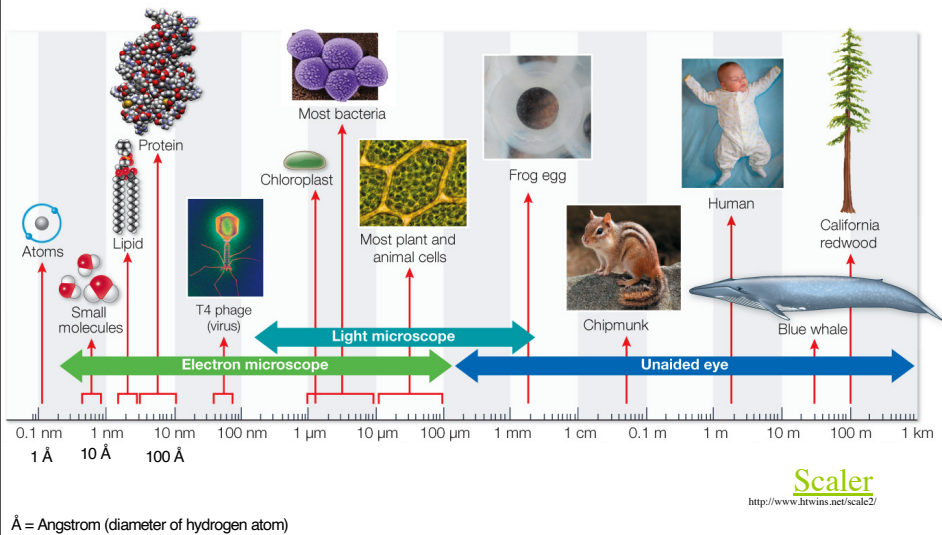 Protein
Most bacteria
Chloroplast
Frog egg
Human
California
redwood
Atoms
Lipid
Most plant and
animal cells
Small
molecules
T4 phage
(virus)
Chipmunk
Blue whale
Light microscope
Electron microscope
Unaided eye
0.1 nm 1 nm 10 nm 100 nm 1 µm 10 µm 100 µm 1 mm 1 cm 0.1 m 1 m 10 m 100 m 1 km
1 Å 10 Å 100 Å
Scaler
http://www.htwins.net/scale2/
Å = Angstrom (diameter of hydrogen atom)